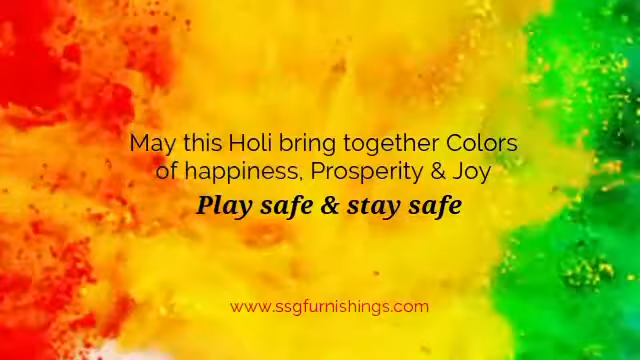 May this Holi bring together Colors
of happiness, Prosperity & Joy
Play safe & stay safe
www.ssgfurnishings.com